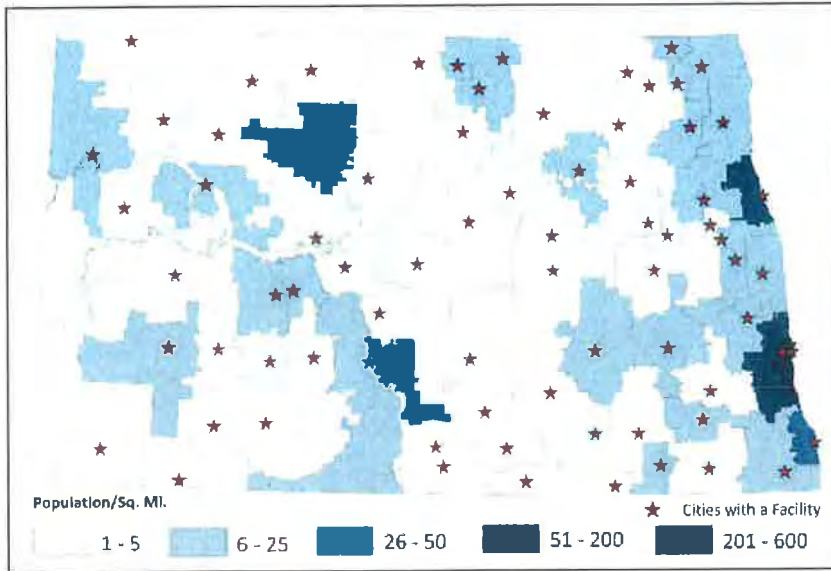 Population/Sq. MI.
★ Cities with a Facility
1 - 5
6 - 25
26 - 50
51 - 200
201 - 600